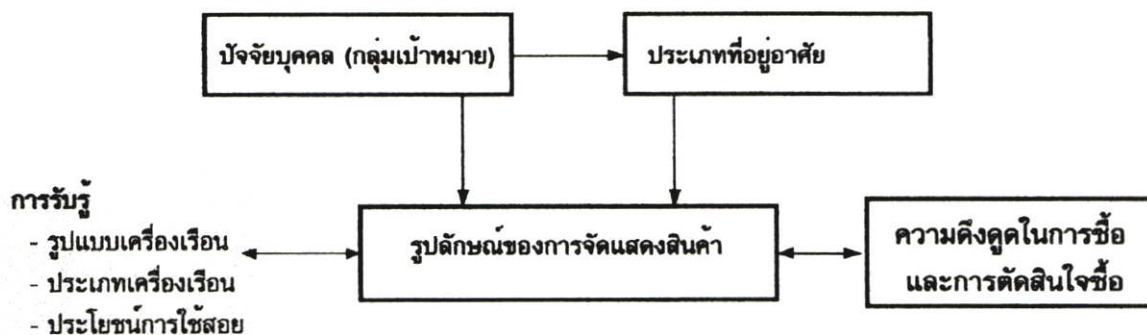 ปัจจัยบุคคล (กลุ่มเป้าหมาย)
ประเภทที่อยู่อาศัย
การรับรู้
- รูปแบบเครื่องเรือน
- ประเภทเครื่องเรือน
- ประโยชน์การใช้สอย
รูปลักษณ์ของการจัดแสดงสินค้า
ความดึงดูดในการซื้อ
และการตัดสินใจซื้อ